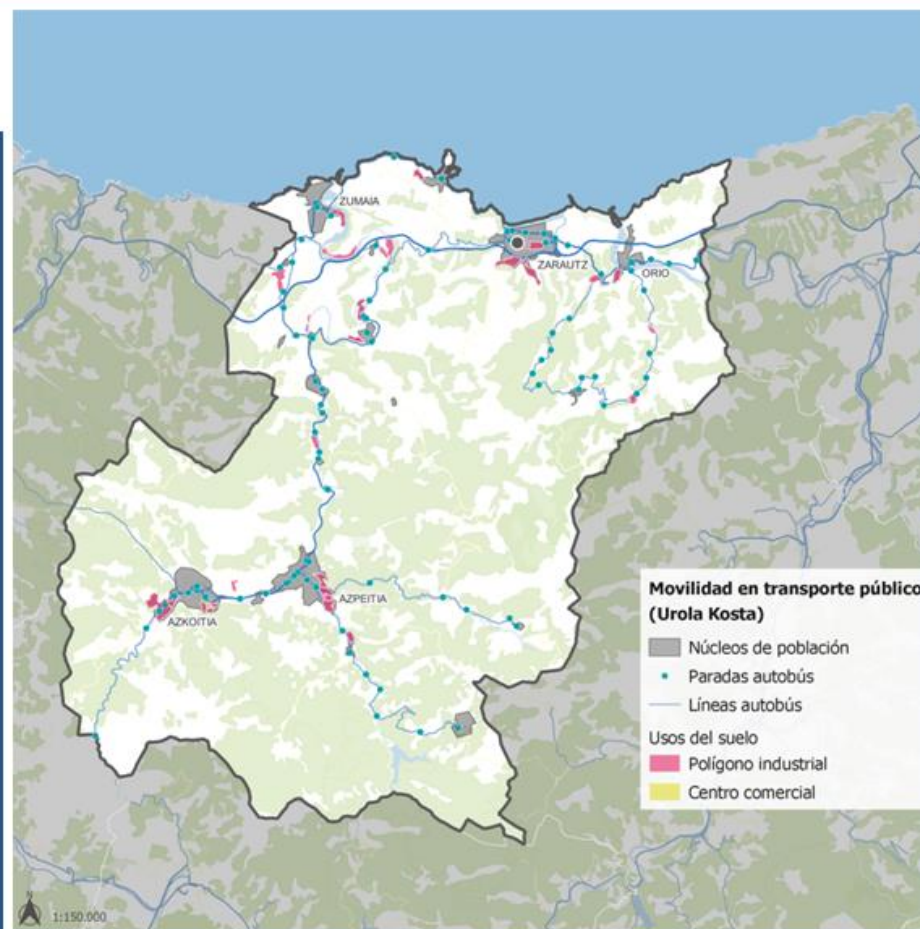 ZUMAIA
ZARAUTZ
ORIO
AZPEITIA
AZKOITIA
Movilidad en transporte público
(Urola Kosta)
Núcleos de población
Paradas autobús
Líneas autobús
Usos del suelo
Polígono industrial
Centro comercial
N
1:150.000